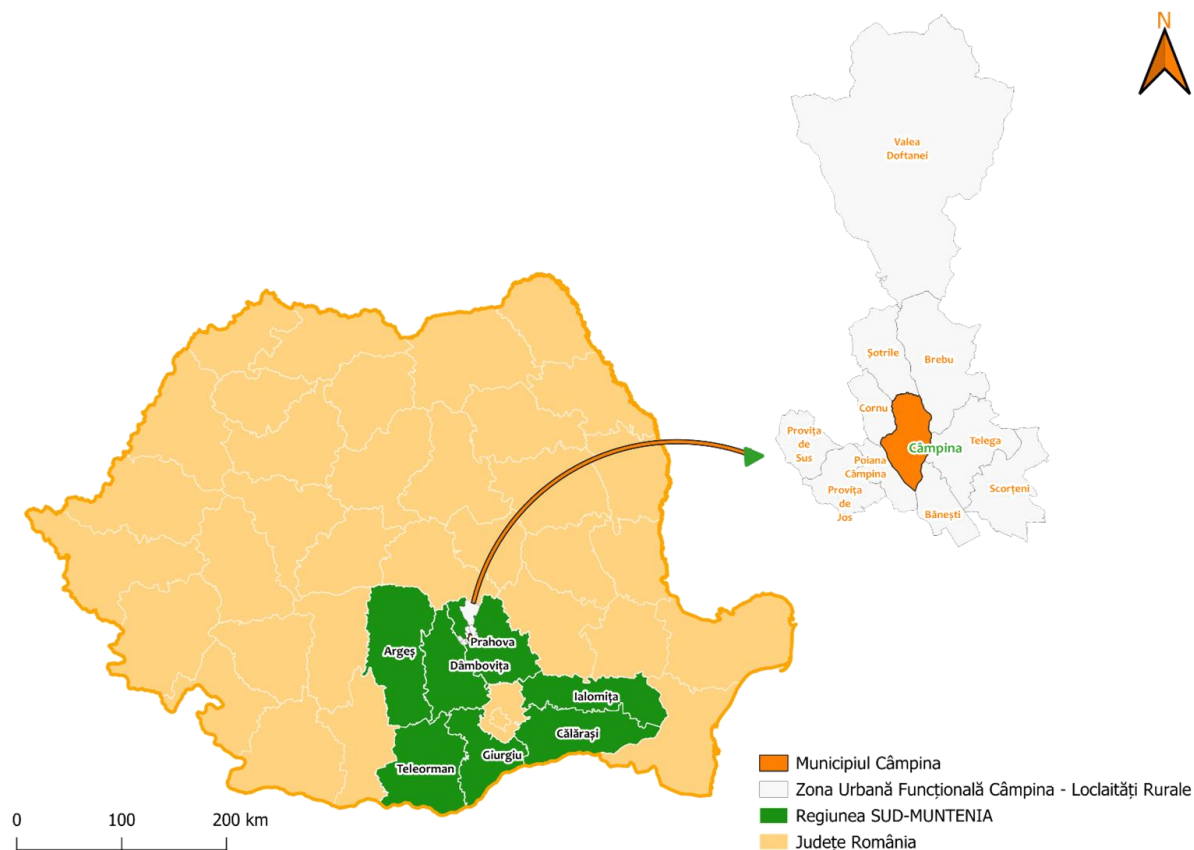 N
Valea
Doftanei
Șotrile
Brebu
Cornu
Provița
de
Sus
Câmpina
Telega
Poiana
Câmpina
Provița
de
Jos
Scorțeni
Bănești
Argeș
Prahova
Dâmbovița
Ialomița
Călărași
Giurgiu
Teleorman
Municipiul Câmpina
Zona Urbană Funcțională Câmpina - Loclaități Rurale
Regiunea SUD-MUNTENIA
Județe România
0 100 200 km